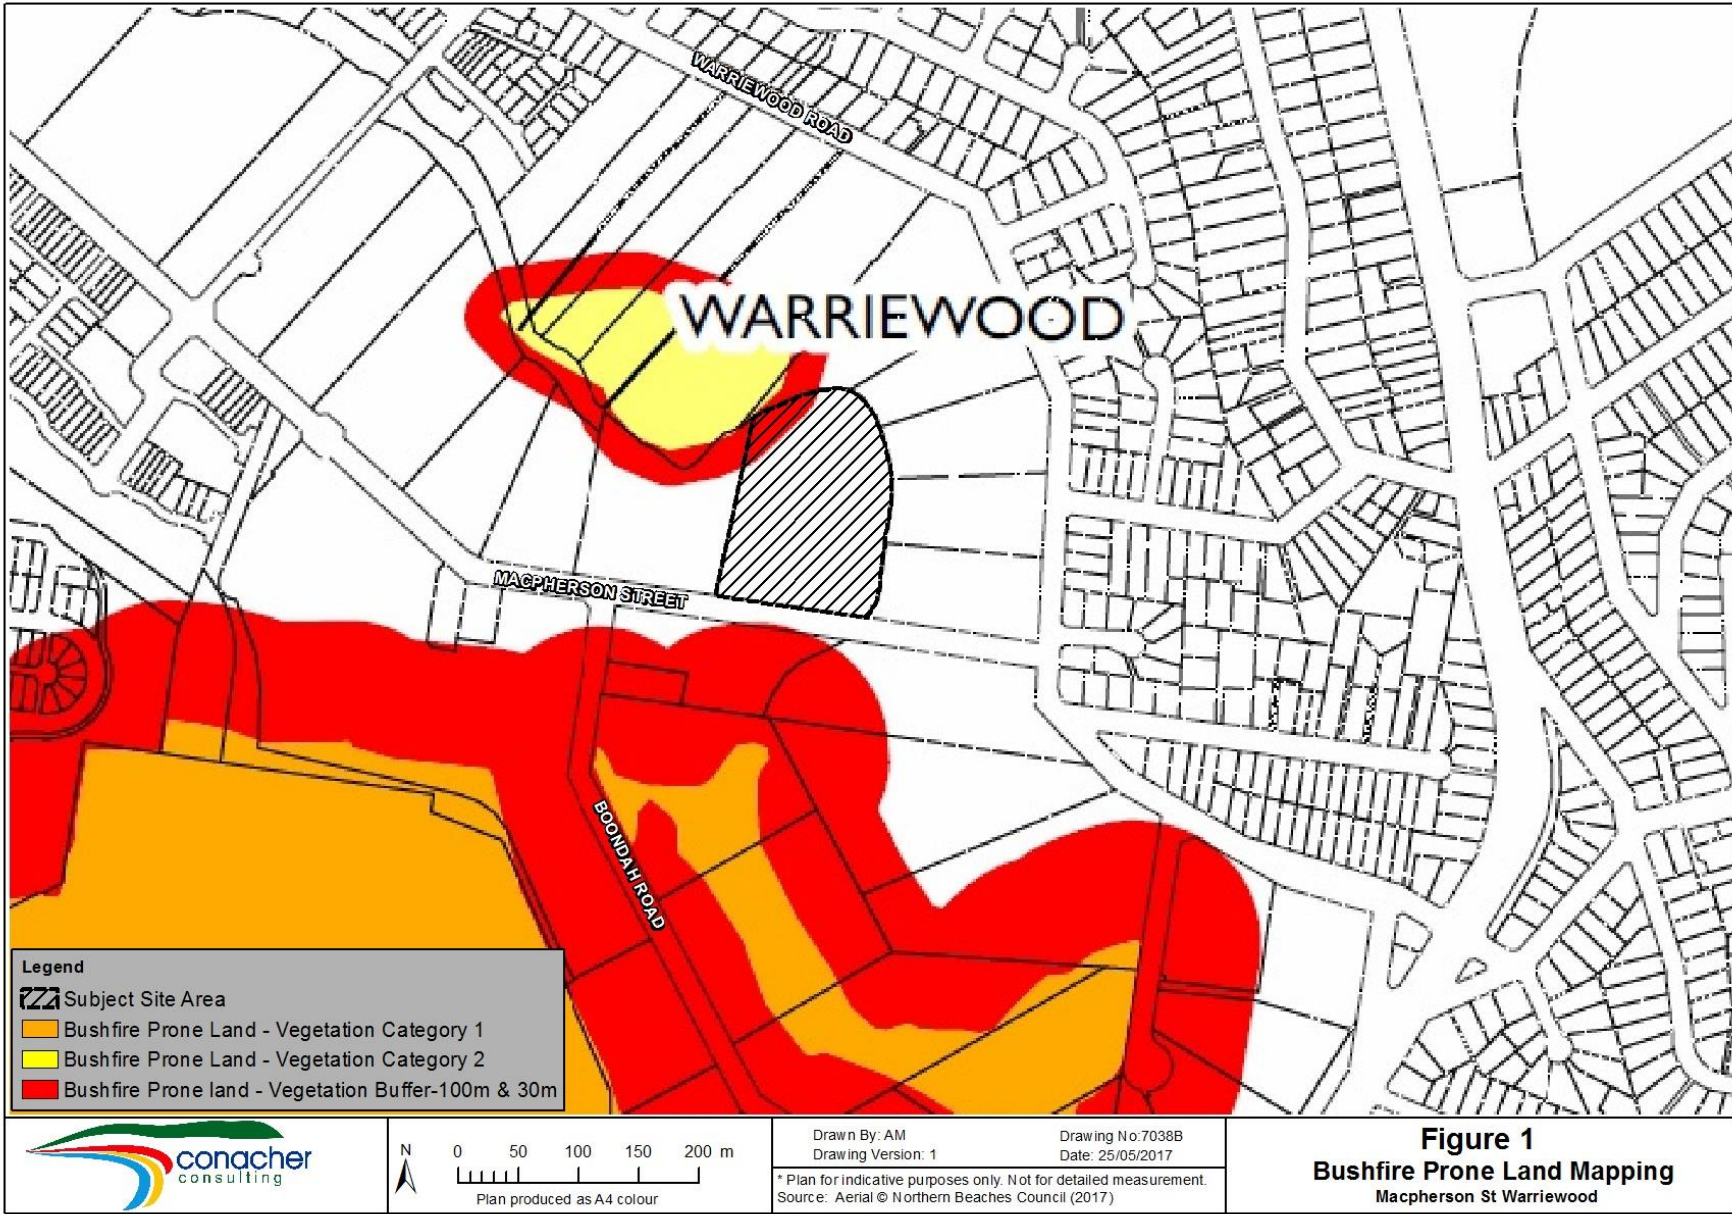 WARRIEWOOD ROAD
WARRIEWOOD
MACPHERSON STREET
BOONDAH ROAD
Legend
Subject Site Area
Bushfire Prone Land - Vegetation Category 1
Bushfire Prone Land - Vegetation Category 2
Bushfire Prone land - Vegetation Buffer-100m & 30m
conacher
consulting
N
0 50 100 150 200 m
Plan produced as A4 colour
Drawn By: AM
Drawing Version: 1
Drawing No:7038B
Date: 25/05/2017
* Plan for indicative purposes only. Not for detailed measurement.
Source: Aerial © Northern Beaches Council (2017)
Figure 1
Bushfire Prone Land Mapping
Macpherson St Warriewood